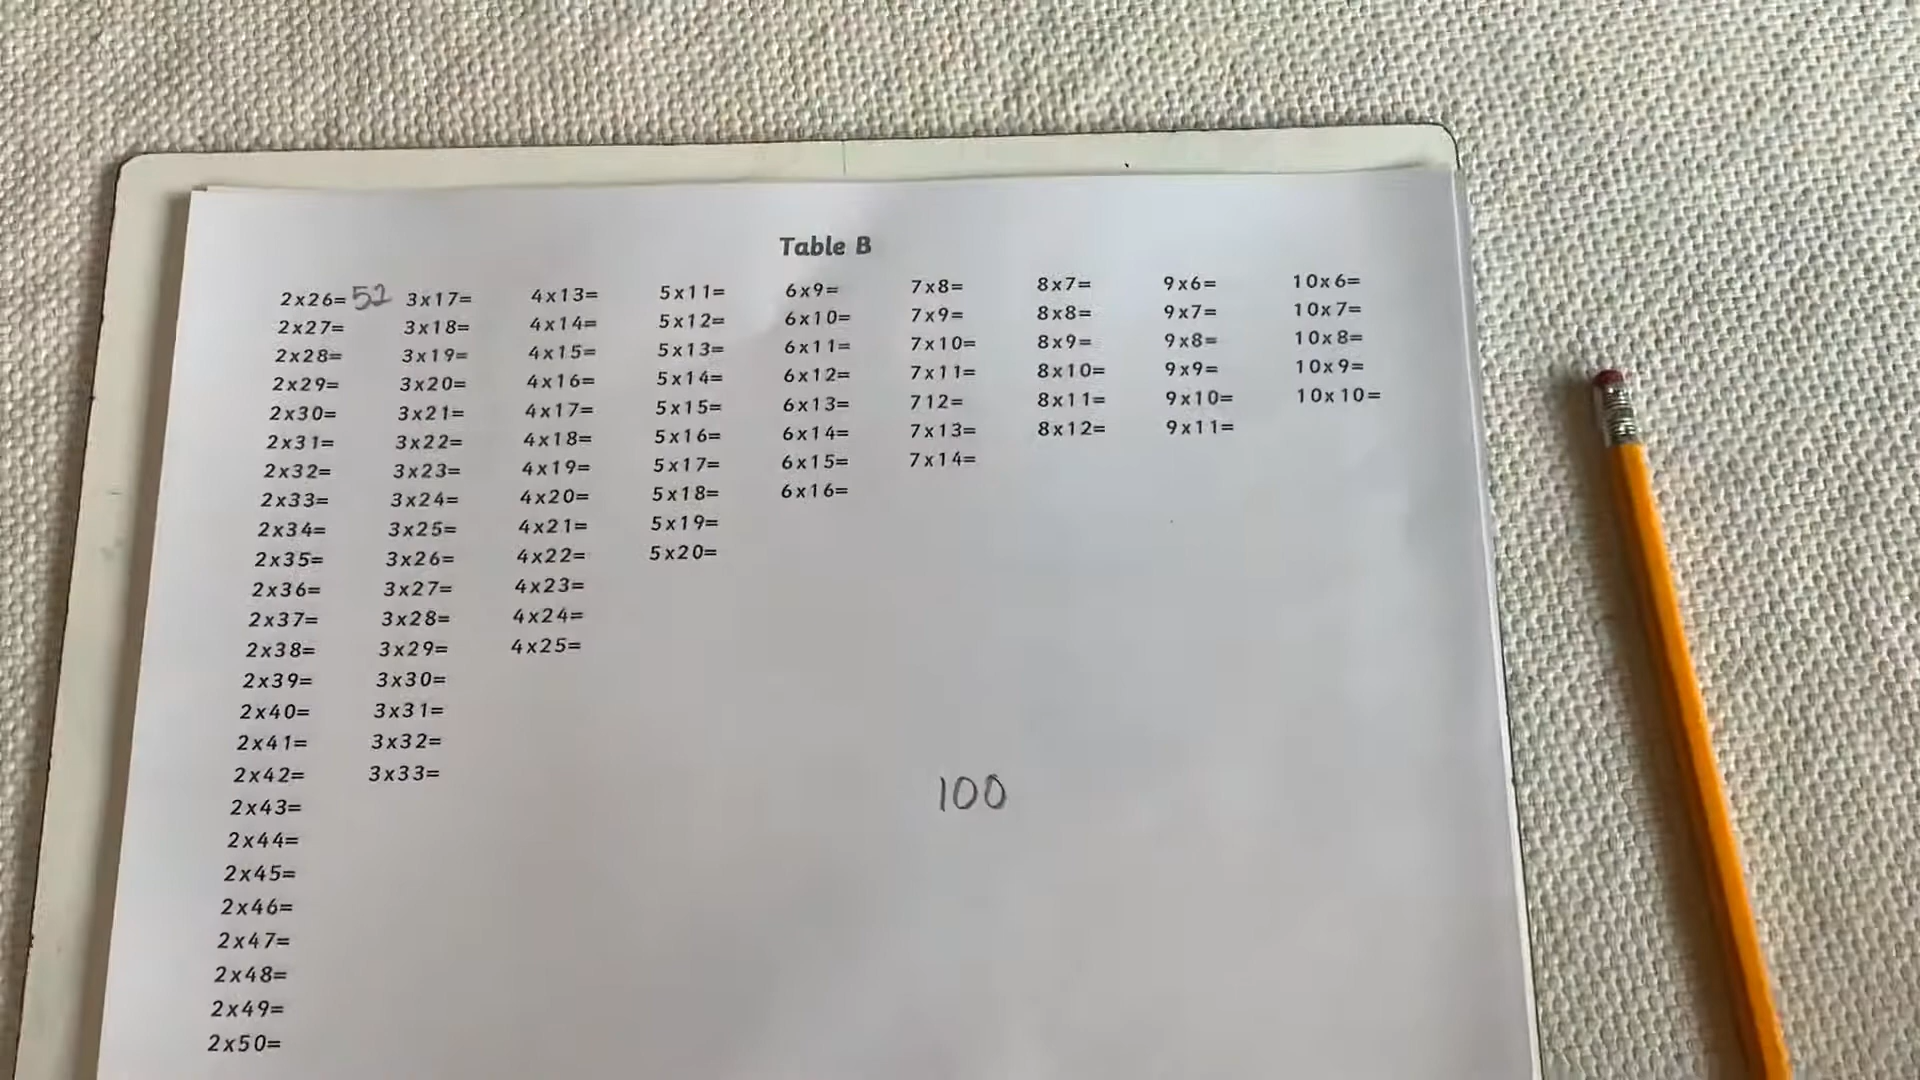 Table B
2x26=52 3x17= 4x13= 5x11= 6x9= 7x8= 8x7= 9x6= 10x6=
2x27= 3x18= 4x14= 5x12= 6x10= 7x9= 8x8= 9x7= 10x7=
2x28= 3x19= 4x15= 5x13= 6x11= 7x10= 8x9= 9x8= 10x8=
2x29= 3x20= 4x16= 5x14= 6x12= 7x11= 8x10= 9x9= 10x9=
2x30= 3x21= 4x17= 5x15= 6x13= 712= 8x11= 9x10= 10x10=
2x31= 3x22= 4x18= 5x16= 6x14= 7x13= 8x12= 9x11=
2x32= 3x23= 4x19= 5x17= 6x15= 7x14=
2x33= 3x24= 4x20= 5x18= 6x16=
2x34= 3x25= 4x21= 5x19=
2x35= 3x26= 4x22= 5x20=
2x36= 3x27= 4x23=
2x37= 3x28= 4x24=
2x38= 3x29= 4x25=
2x39= 3x30=
2x40= 3x31=
2x41= 3x32=
2x42= 3x33=
100
2x43=
2x44=
2x45=
2x46=
2x47=
2x48=
2x49=
2x50=